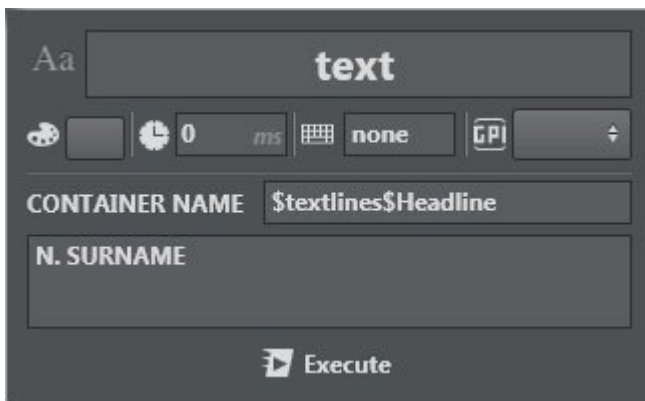 Aa text
0 ms none GPI
CONTAINER NAME $textlines$Headline
N. SURNAME
Execute